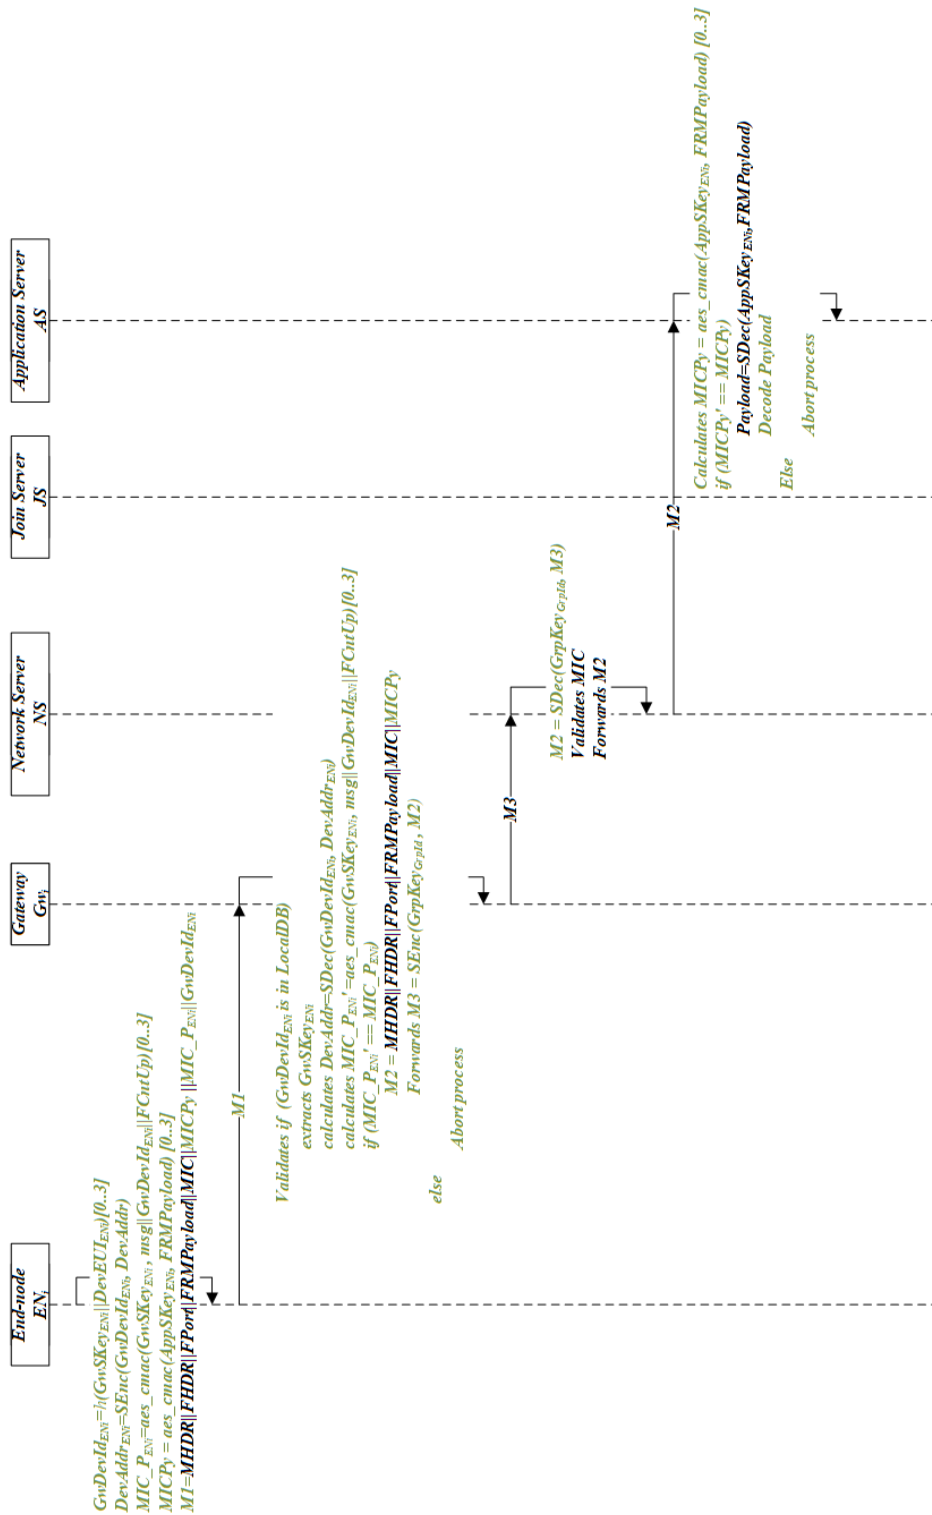 End-node
ENi
Gateway
Gwi
Network Server
NS
Join Server
JS
Application Server
AS
GwDevIdENi=h(GwSKeyENi||DevEUIENi)[0..3]
DevAddrENi=SEnc(GwDevIdENi, DevAddr)
MIC_PENi=aes_cmac(GwSKeyENi, msg||GwDevIdENi||FCntUp)[0..3]
MICPy = aes_cmac(AppSKeyENi, FRMPayload) [0..3]
M1=MHDR||FHDR||FPort||FRMPayload||MIC||MICPy ||MIC_PENi||GwDevIdENi
M1
Validates if (GwDevIdENi is in LocalDB)
extracts GwSKeyENi
calculates DevAddr=SDec(GwDevIdENi, DevAddrENi)
calculates MIC_PENi'=aes_cmac(GwSKeyENi, msg||GwDevIdENi||FCntUp)[0..3]
if (MIC_PENi' == MIC_PENi)
M2 = MHDR||FHDR||FPort||FRMPayload||MIC||MICPy
Forwards M3 = SEnc(GrpKeyGrpId, M2)
else
Abort process
M3
M2 = SDec(GrpKeyGrpId, M3)
Validates MIC
Forwards M2
M2
Calculates MICPy = aes_cmac(AppSKeyENi, FRMPayload) [0..3]
if (MICPy' == MICPy)
Payload=SDec(AppSKeyENi,FRMPayload)
Decode Payload
Else
Abort process